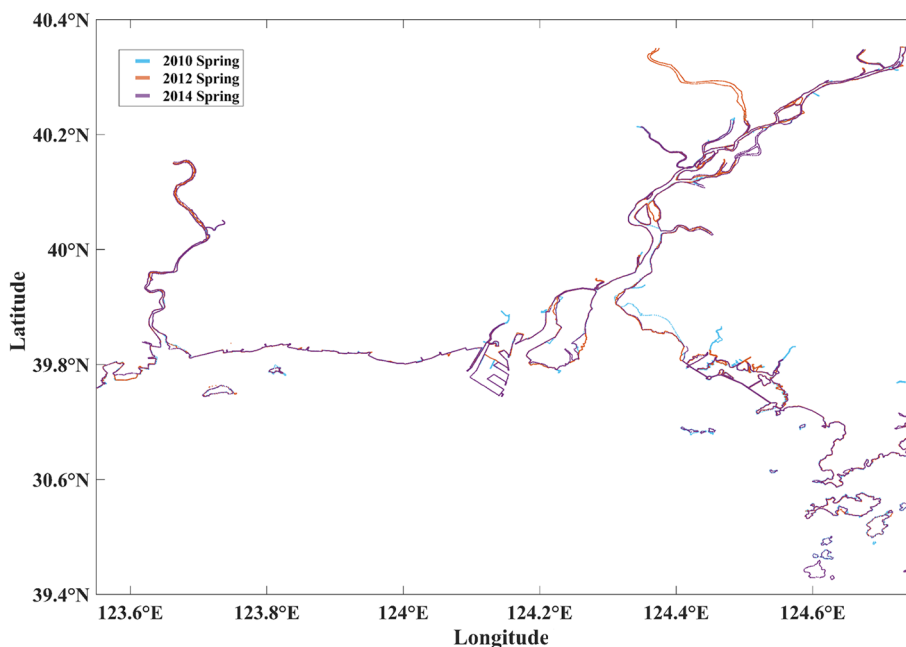 40.4°N
2010 Spring
2012 Spring
2014 Spring
40.2°N
40°N
Latitude
39.8°N
30.6°N
39.4°N
123.6°E 123.8°E 124°E 124.2°E 124.4°E 124.6°E
Longitude